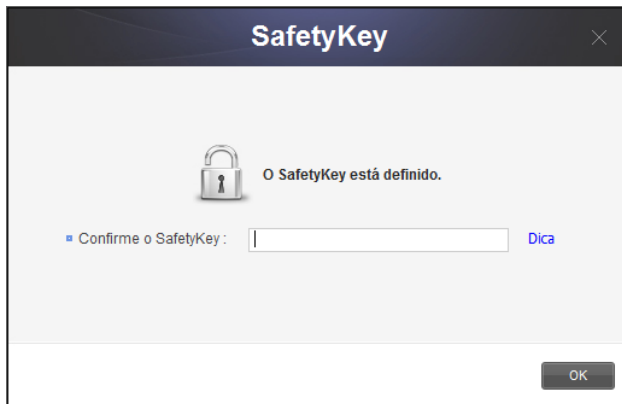 SafetyKey
O SafetyKey está definido.
Confirme o SafetyKey :
Dica
OK